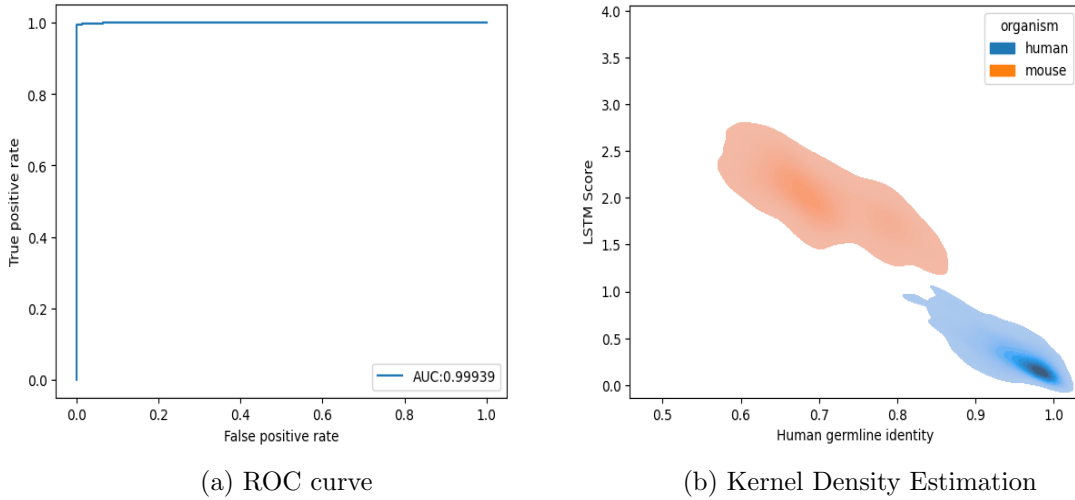 1.0
0.8
0.6
0.4
0.2
0.0
True positive rate
AUC:0.99939
0.0 0.2 0.4 0.6 0.8 1.0
False positive rate
(a) ROC curve
4.0
3.5
3.0
2.5
2.0
1.5
1.0
0.5
0.0
LSTM Score
organism
human
mouse
0.5 0.6 0.7 0.8 0.9 1.0
Human germline identity
(b) Kernel Density Estimation